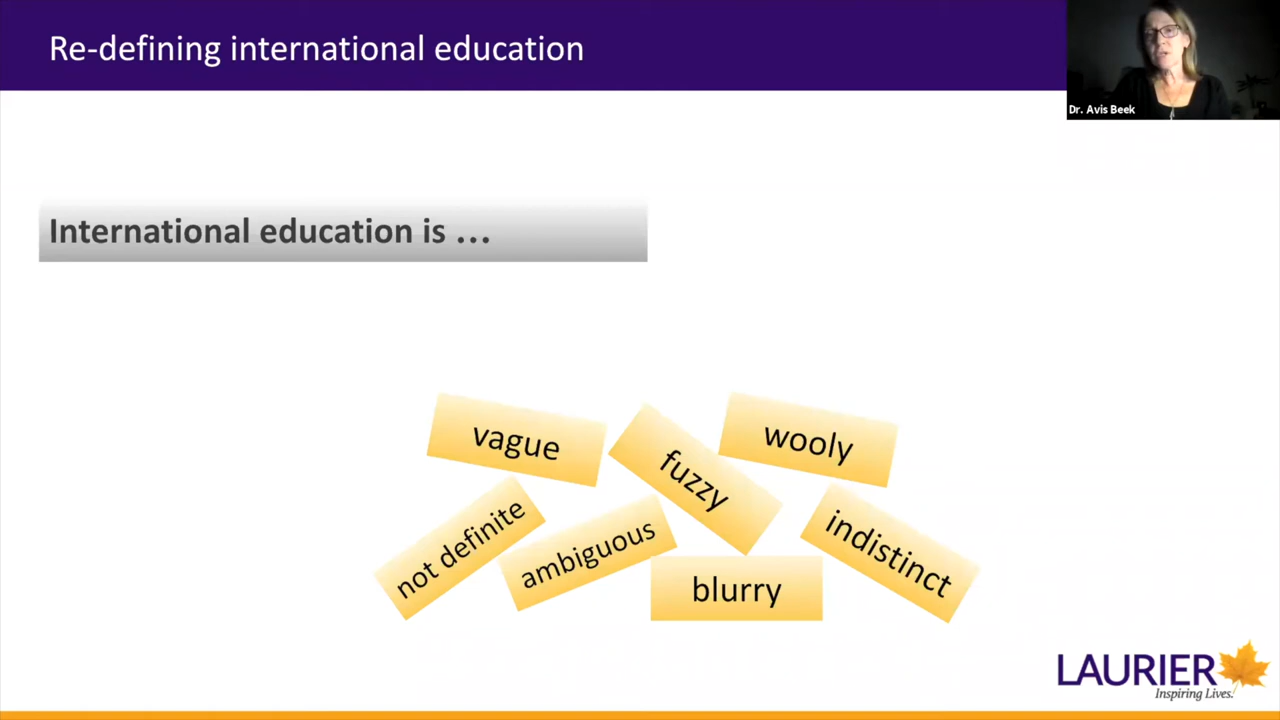 Re-defining international education
Dr. Avis Beek
International education is ...
vague
fuzzy
wooly
not definite
ambiguous
blurry
indistinct
LAURIER
Inspiring Lives.